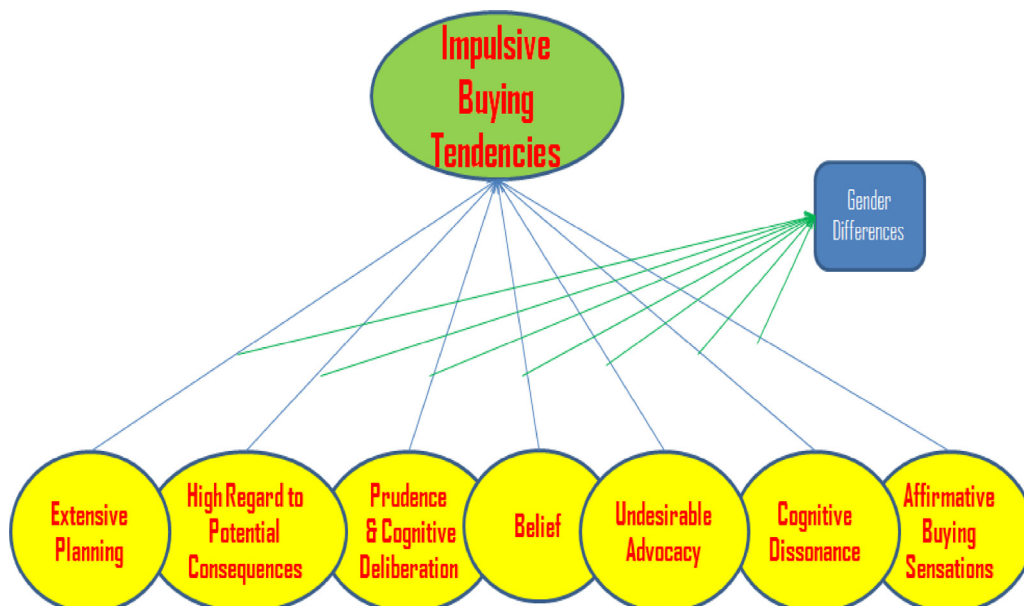 Impulsive
Buying
Tendencies
Gender
Differences
Extensive
Planning
High Regard to
Potential
Consequences
Prudence
& Cognitive
Deliberation
Belief
Undesirable
Advocacy
Cognitive
Dissonance
Affirmative
Buying
Sensations